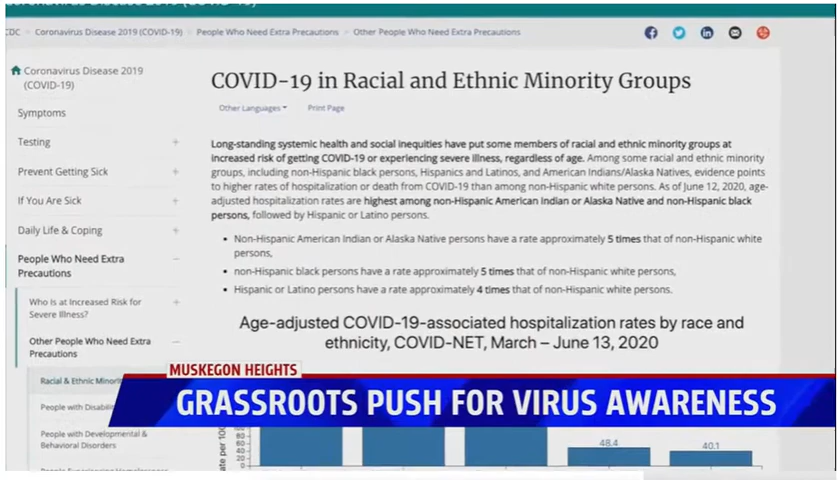 Coronavirus Disease 2019 (COVID-19)
CDC > Coronavirus Disease 2019 (COVID-19) > People Who Need Extra Precautions > Other People Who Need Extra Precautions
Coronavirus Disease 2019
(COVID-19)
Symptoms
Testing +
Prevent Getting Sick +
If You Are Sick +
Daily Life & Coping +
People Who Need Extra
Precautions −
Who Is at Increased Risk for
Severe Illness? +
Other People Who Need Extra
Precautions −
Racial & Ethnic
People with
People with Developmental &
Behavioral Disorders
COVID-19 in Racial and Ethnic Minority Groups
Other Languages Print Page
Long-standing systemic health and social inequities have put some members of racial and ethnic minority groups at
increased risk of getting COVID-19 or experiencing severe illness, regardless of age. Among some racial and ethnic minority
groups, including non-Hispanic black persons, Hispanics and Latinos, and American Indians/Alaska Natives, evidence points
to higher rates of hospitalization or death from COVID-19 than among non-Hispanic white persons. As of June 12, 2020, age-
adjusted hospitalization rates are highest among non-Hispanic American Indian or Alaska Native and non-Hispanic black
persons, followed by Hispanic or Latino persons.
• Non-Hispanic American Indian or Alaska Native persons have a rate approximately 5 times that of non-Hispanic white
persons,
• non-Hispanic black persons have a rate approximately 5 times that of non-Hispanic white persons,
• Hispanic or Latino persons have a rate approximately 4 times that of non-Hispanic white persons.
Age-adjusted COVID-19-associated hospitalization rates by race and
ethnicity, COVID-NET, March – June 13, 2020
MUSKEGON HEIGHTS
GRASSROOTS PUSH FOR VIRUS AWARENESS
100
80
60
40
20
0
48.4
40.1